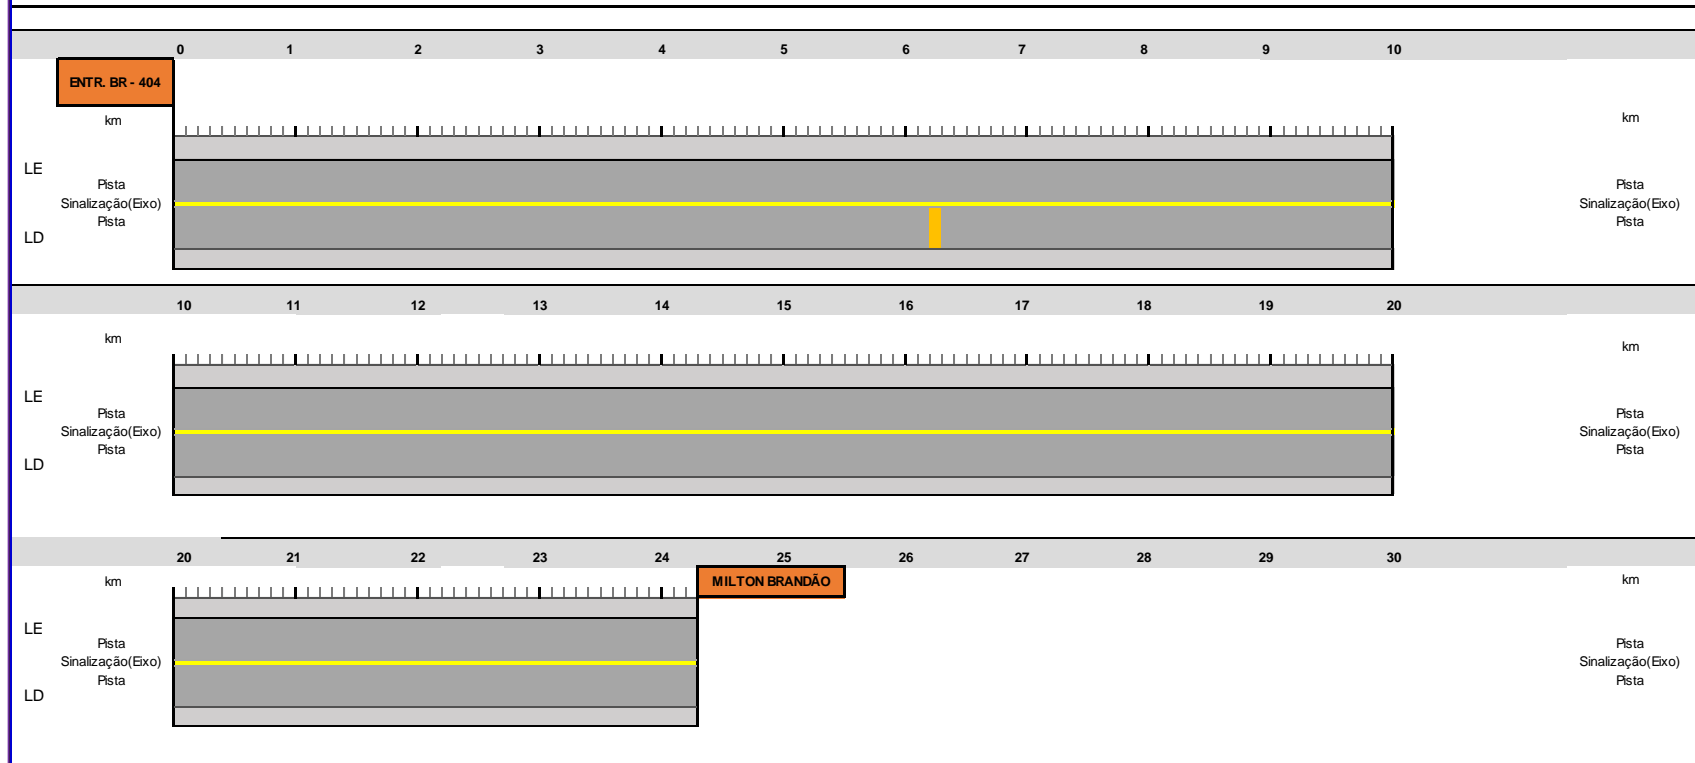 0 1 2 3 4 5 6 7 8 9 10
ENTR. BR - 404
km km
LE
Pista Pista
Sinalização(Eixo) Sinalização(Eixo)
Pista Pista
LD
10 11 12 13 14 15 16 17 18 19 20
km km
LE
Pista Pista
Sinalização(Eixo) Sinalização(Eixo)
Pista Pista
LD
20 21 22 23 24 25 26 27 28 29 30
km MILTON BRANDÃO km
LE
Pista Pista
Sinalização(Eixo) Sinalização(Eixo)
Pista Pista
LD